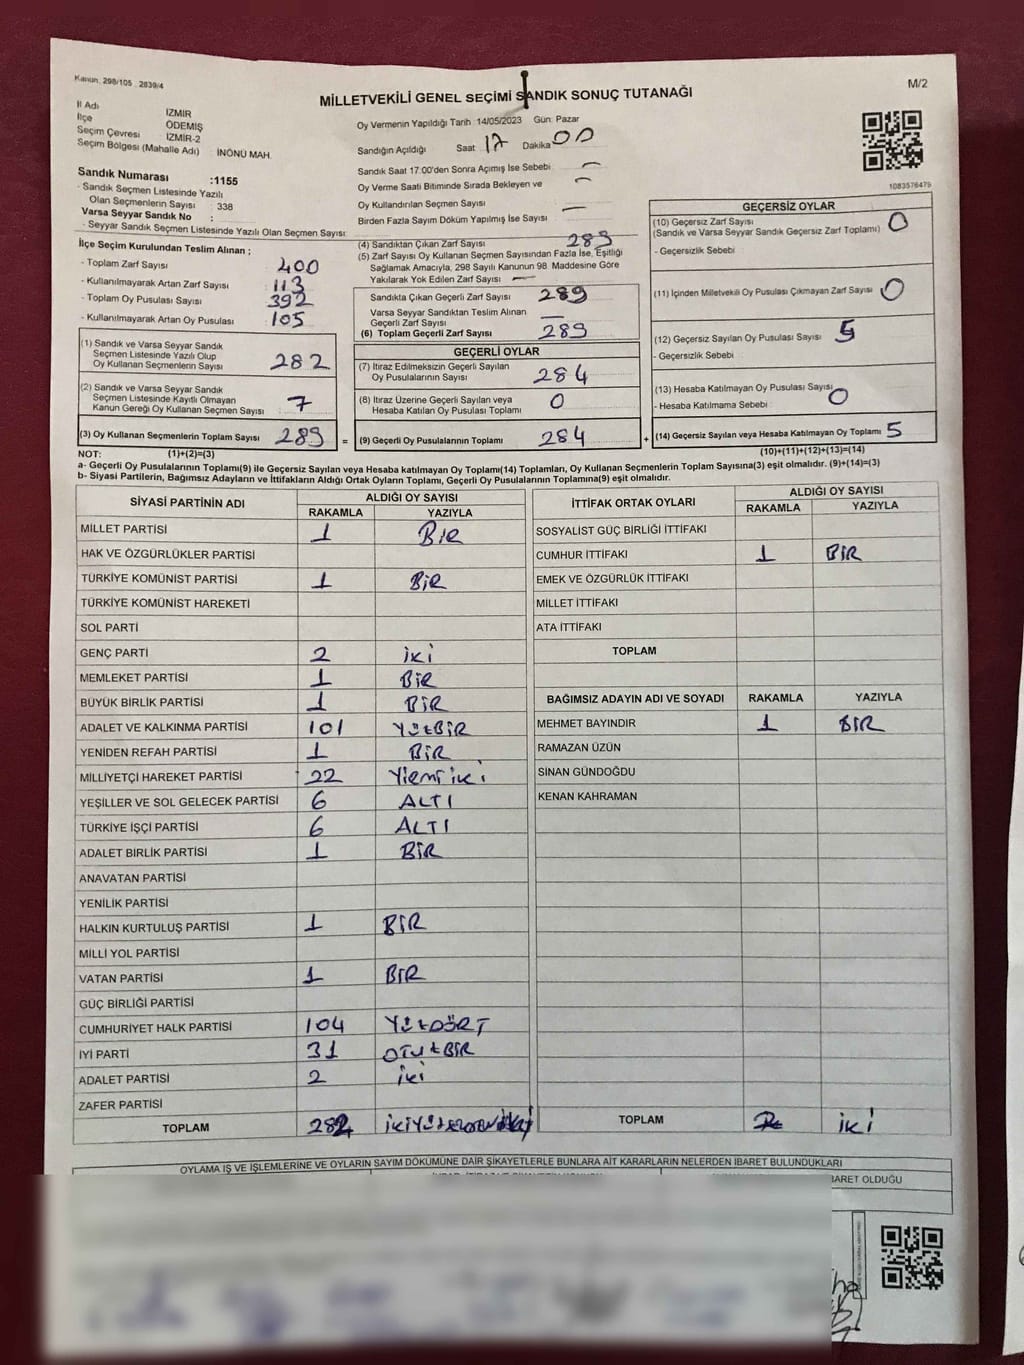 Kanun: 298/105 2839/4
M/2
MİLLETVEKİLİ GENEL SEÇİMİ SANDIK SONUÇ TUTANAĞI
İl Adı İZMİR
İlçe ÖDEMİŞ
Seçim Çevresi İZMİR-2
Seçim Bölgesi (Mahalle Adı) : İNÖNÜ MAH.
Sandık Numarası :1155
- Sandık Seçmen Listesinde Yazılı
Olan Seçmenlerin Sayısı : 338
Varsa Seyyar Sandık No :
- Seyyar Sandık Seçmen Listesinde Yazılı Olan Seçmen Sayısı:
Oy Vermenin Yapıldığı Tarih :14/05/2023 Gün: Pazar
Sandığın Açıldığı Saat 17 Dakika 00
Sandık Saat 17:00'den Sonra Açımış İse Sebebi —
Oy Verme Saati Bitiminde Sırada Bekleyen ve —
Oy Kullandırılan Seçmen Sayısı
Birden Fazla Sayım Döküm Yapılmış İse Sayısı —
1083576475
İlçe Seçim Kurulundan Teslim Alınan ;
- Toplam Zarf Sayısı 400
- Kullanılmayarak Artan Zarf Sayısı 113
- Toplam Oy Pusulası Sayısı 392
- Kullanılmayarak Artan Oy Pusulası 105
(1) Sandık ve Varsa Seyyar Sandık
Seçmen Listesinde Yazılı Olup
Oy Kullanan Seçmenlerin Sayısı 282
(2) Sandık ve Varsa Seyyar Sandık
Seçmen Listesinde Kayıtlı Olmayan
Kanun Gereği Oy Kullanan Seçmen Sayısı 7
(3) Oy Kullanan Seçmenlerin Toplam Sayısı 289 =
(4) Sandıktan Çıkan Zarf Sayısı 289
(5) Zarf Sayısı Oy Kullanan Seçmen Sayısından Fazla İse, Eşitliği
Sağlamak Amacıyla, 298 Sayılı Kanunun 98. Maddesine Göre
Yakılarak Yok Edilen Zarf Sayısı —
Sandıkta Çıkan Geçerli Zarf Sayısı 289
Varsa Seyyar Sandıktan Teslim Alınan
Geçerli Zarf Sayısı —
(6) Toplam Geçerli Zarf Sayısı 289
GEÇERLİ OYLAR
(7) İtiraz Edilmeksizin Geçerli Sayılan
Oy Pusulalarının Sayısı 284
(8) İtiraz Üzerine Geçerli Sayılan veya
Hesaba Katılan Oy Pusulası Toplamı 0
(9) Geçerli Oy Pusulalarının Toplamı 284 +
GEÇERSİZ OYLAR
(10) Geçersiz Zarf Sayısı 0
(Sandık ve Varsa Seyyar Sandık Geçersiz Zarf Toplamı)
- Geçersizlik Sebebi
(11) İçinden Milletvekili Oy Pusulası Çıkmayan Zarf Sayısı 0
(12) Geçersiz Sayılan Oy Pusulası Sayısı 5
- Geçersizlik Sebebi
(13) Hesaba Katılmayan Oy Pusulası Sayısı 0
- Hesaba Katılmama Sebebi
(14) Geçersiz Sayılan veya Hesaba Katılmayan Oy Toplamı 5
NOT: (1)+(2)=(3) (10)+(11)+(12)+(13)=(14)
a- Geçerli Oy Pusulalarının Toplamı(9) ile Geçersiz Sayılan veya Hesaba katılmayan Oy Toplamı(14) Toplamları, Oy Kullanan Seçmenlerin Toplam Sayısına(3) eşit olmalıdır. (9)+(14)=(3)
b- Siyasi Partilerin, Bağımsız Adayların ve İttifakların Aldığı Ortak Oyların Toplamı, Geçerli Oy Pusulalarının Toplamına(9) eşit olmalıdır.
SİYASİ PARTİNİN ADI ALDIĞI OY SAYISI
RAKAMLA YAZIYLA
MİLLET PARTİSİ 1 BİR
HAK VE ÖZGÜRLÜKLER PARTİSİ
TÜRKİYE KOMÜNİST PARTİSİ 1 BİR
TÜRKİYE KOMÜNİST HAREKETİ
SOL PARTİ
GENÇ PARTİ 2 İKİ
MEMLEKET PARTİSİ 1 BİR
BÜYÜK BİRLİK PARTİSİ 1 BİR
ADALET VE KALKINMA PARTİSİ 101 YÜZBİR
YENİDEN REFAH PARTİSİ 1 BİR
MİLLİYETÇİ HAREKET PARTİSİ 22 Yirmi iki
YEŞİLLER VE SOL GELECEK PARTİSİ 6 ALTI
TÜRKİYE İŞÇİ PARTİSİ 6 ALTI
ADALET BİRLİK PARTİSİ 1 BİR
ANAVATAN PARTİSİ
YENİLİK PARTİSİ
HALKIN KURTULUŞ PARTİSİ 1 BİR
MİLLİ YOL PARTİSİ
VATAN PARTİSİ 1 BİR
GÜÇ BİRLİĞİ PARTİSİ
CUMHURİYET HALK PARTİSİ 104 YÜZDÖRT
İYİ PARTİ 31 OTUZBİR
ADALET PARTİSİ 2 İKİ
ZAFER PARTİSİ
TOPLAM 282
İTTİFAK ORTAK OYLARI ALDIĞI OY SAYISI
RAKAMLA YAZIYLA
SOSYALİST GÜÇ BİRLİĞİ İTTİFAKI
CUMHUR İTTİFAKI 1 BİR
EMEK VE ÖZGÜRLÜK İTTİFAKI
MİLLET İTTİFAKI
ATA İTTİFAKI
TOPLAM
BAĞIMSIZ ADAYIN ADI VE SOYADI RAKAMLA YAZIYLA
MEHMET BAYINDIR 1 BİR
RAMAZAN ÜZÜN
SİNAN GÜNDOĞDU
KENAN KAHRAMAN
TOPLAM 2 İKİ
OYLAMA İŞ VE İŞLEMLERİNE VE OYLARIN SAYIM DÖKÜMÜNE DAİR ŞİKAYETLERLE BUNLARA AİT KARARLARIN NELERDEN İBARET BULUNDUKLARI
İBARET OLDUĞU